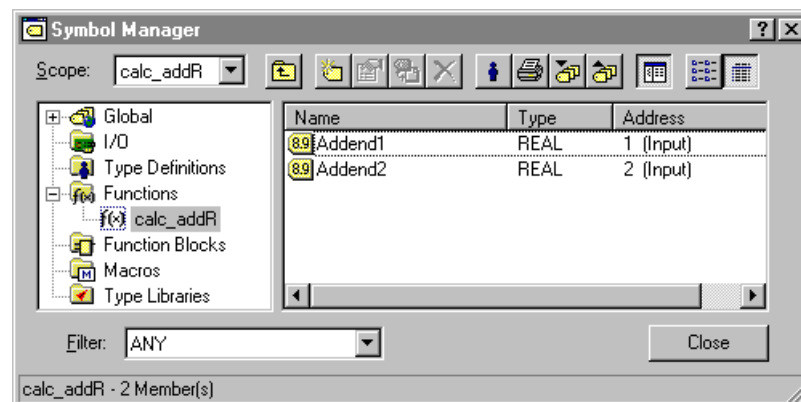 Symbol Manager
Scope: calc_addR
Global
I/O
Type Definitions
Functions
f(x) calc_addR
Function Blocks
Macros
Type Libraries
Name Type Address
8.9 Addend1 REAL 1 (Input)
8.9 Addend2 REAL 2 (Input)
Filter: ANY
Close
calc_addR - 2 Member(s)